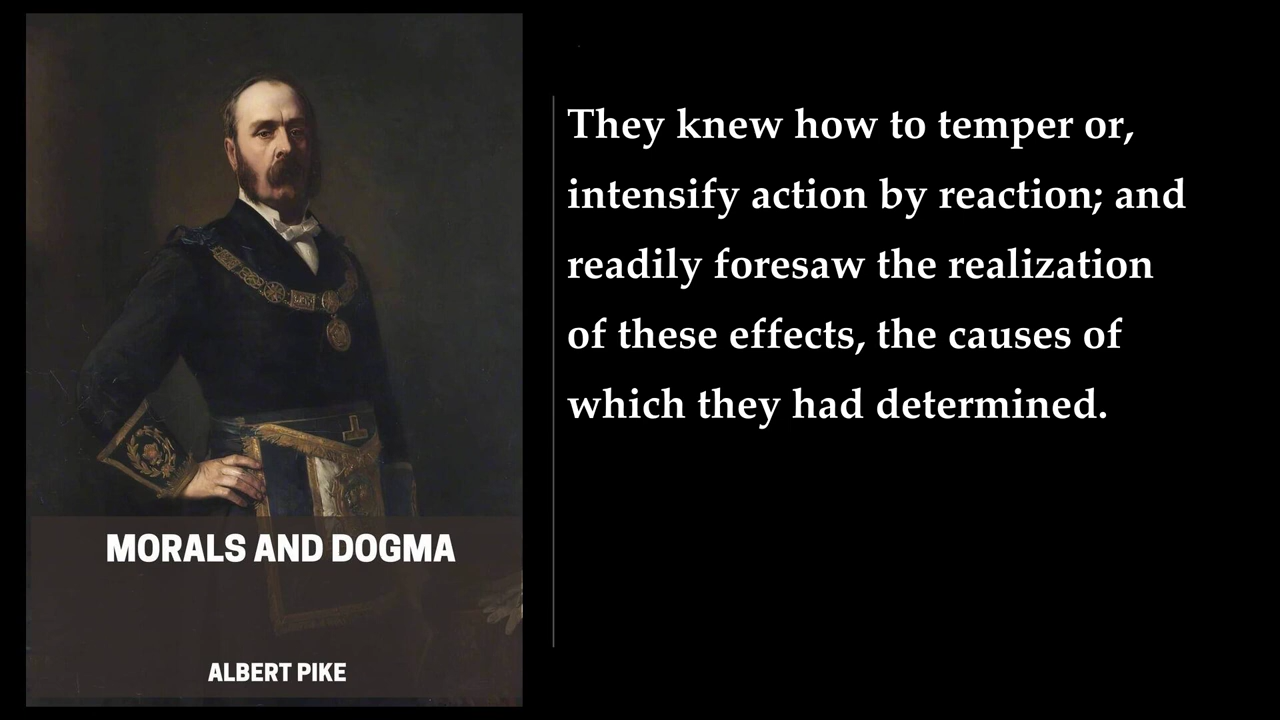 MORALS AND DOGMA
ALBERT PIKE
They knew how to temper or,
intensify action by reaction; and
readily foresaw the realization
of these effects, the causes of
which they had determined.